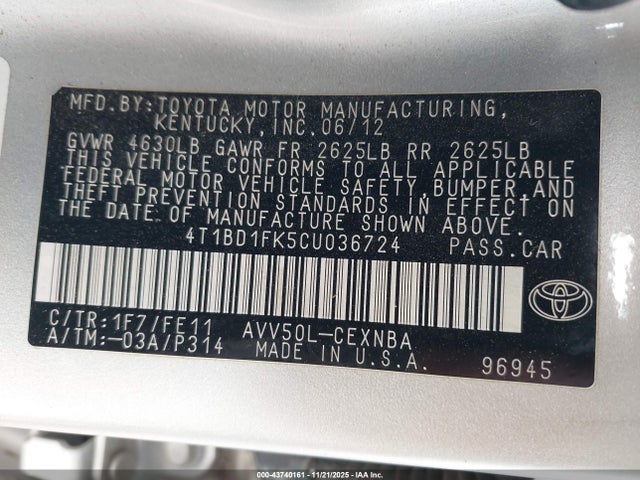 MFD.BY:TOYOTA MOTOR MANUFACTURING,
KENTUCKY,INC.06/12
GVWR 4630LB GAWR FR 2625LB RR 2625LB
THIS VEHICLE CONFORMS TO ALL APPLICABLE
FEDERAL MOTOR VEHICLE SAFETY,BUMPER,AND
THEFT PREVENTION STANDARDS IN EFFECT ON
THE DATE OF MANUFACTURE SHOWN ABOVE.
4T1BD1FK5CU036724 PASS.CAR
C/TR:1F7/FE11 AVV50L-CEXNBA
A/TM:-03A/P314 MADE IN U.S.A.
96945
000-43740161 - 11/21/2025 - IAA Inc.